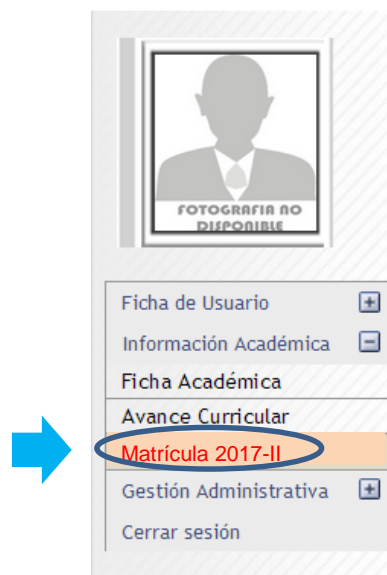 FOTOGRAFIA NO
DISPONIBLE
Ficha de Usuario
Información Académica
Ficha Académica
Avance Curricular
Matrícula 2017-II
Gestión Administrativa
Cerrar sesión